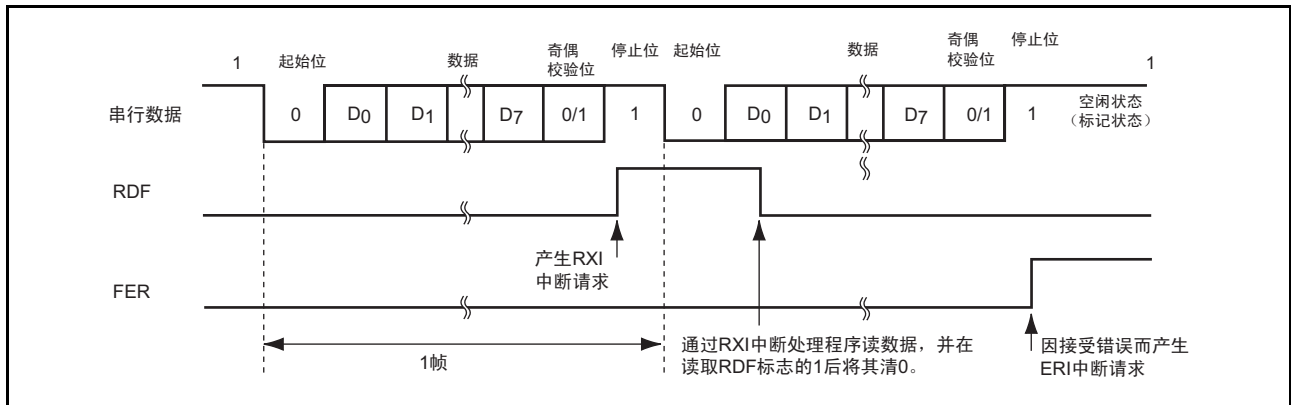 1 起始位 数据 奇偶校验位 停止位 起始位 数据 奇偶校验位 停止位 1
串行数据 0 D0 D1 D7 0/1 1 0 D0 D1 D7 0/1 1 空闲状态
（标记状态）
RDF
产生RXI
中断请求
FER
1帧
通过RXI中断处理程序读数据，并在
读取RDF标志的1后将其清0。
因接受错误而产生
ERI中断请求